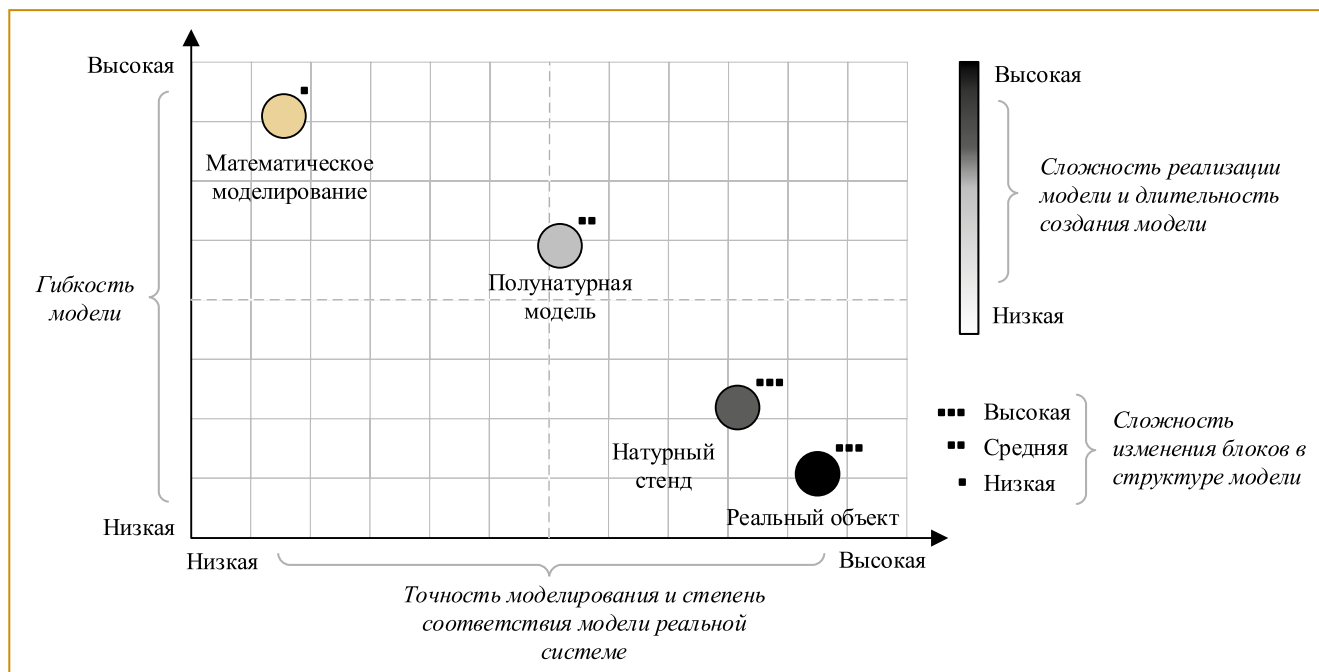 Высокая
Математическое
моделирование
Полунатурная
модель
Гибкость
модели
Натурный
стенд
Реальный объект
Низкая
Низкая
Высокая
Точность моделирования и степень
соответствия модели реальной
системе
Высокая
Сложность реализации
модели и длительность
создания модели
Низкая
Высокая
Средняя
Низкая
Сложность
изменения блоков в
структуре модели